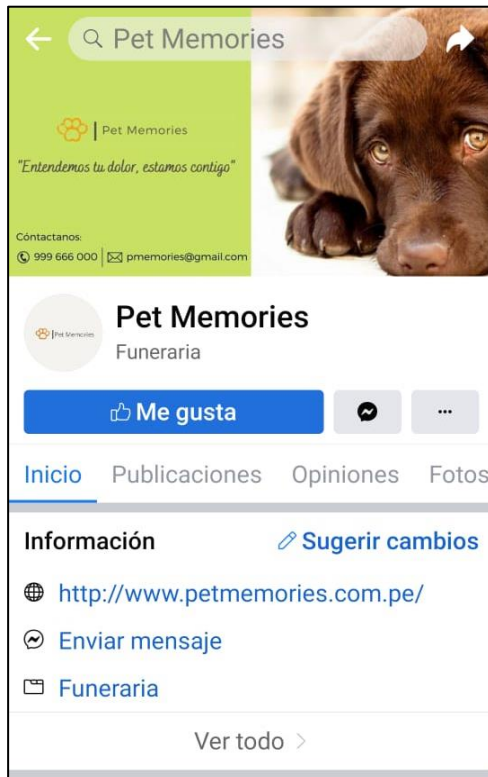 Pet Memories
Pet Memories
"Entendemos tu dolor, estamos contigo"
Cóntactanos:
999 666 000 | pmemories@gmail.com
Pet Memories
Pet Memories
Funeraria
Me gusta
Inicio Publicaciones Opiniones Fotos
Información Sugerir cambios
http://www.petmemories.com.pe/
Enviar mensaje
Funeraria
Ver todo